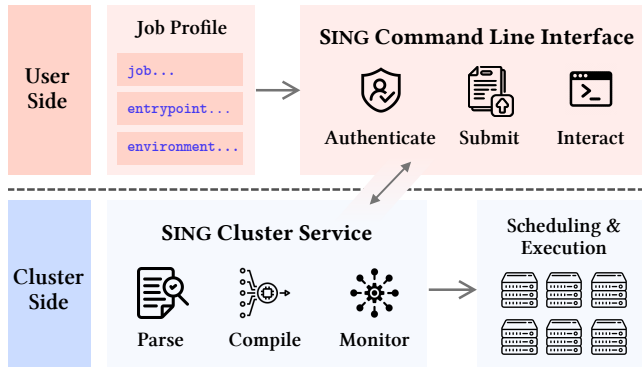 User
Side
Job Profile
job...
entrypoint...
environment...
SING Command Line Interface
Authenticate
Submit
Interact
Cluster
Side
SING Cluster Service
Parse
Compile
Monitor
Scheduling &
Execution